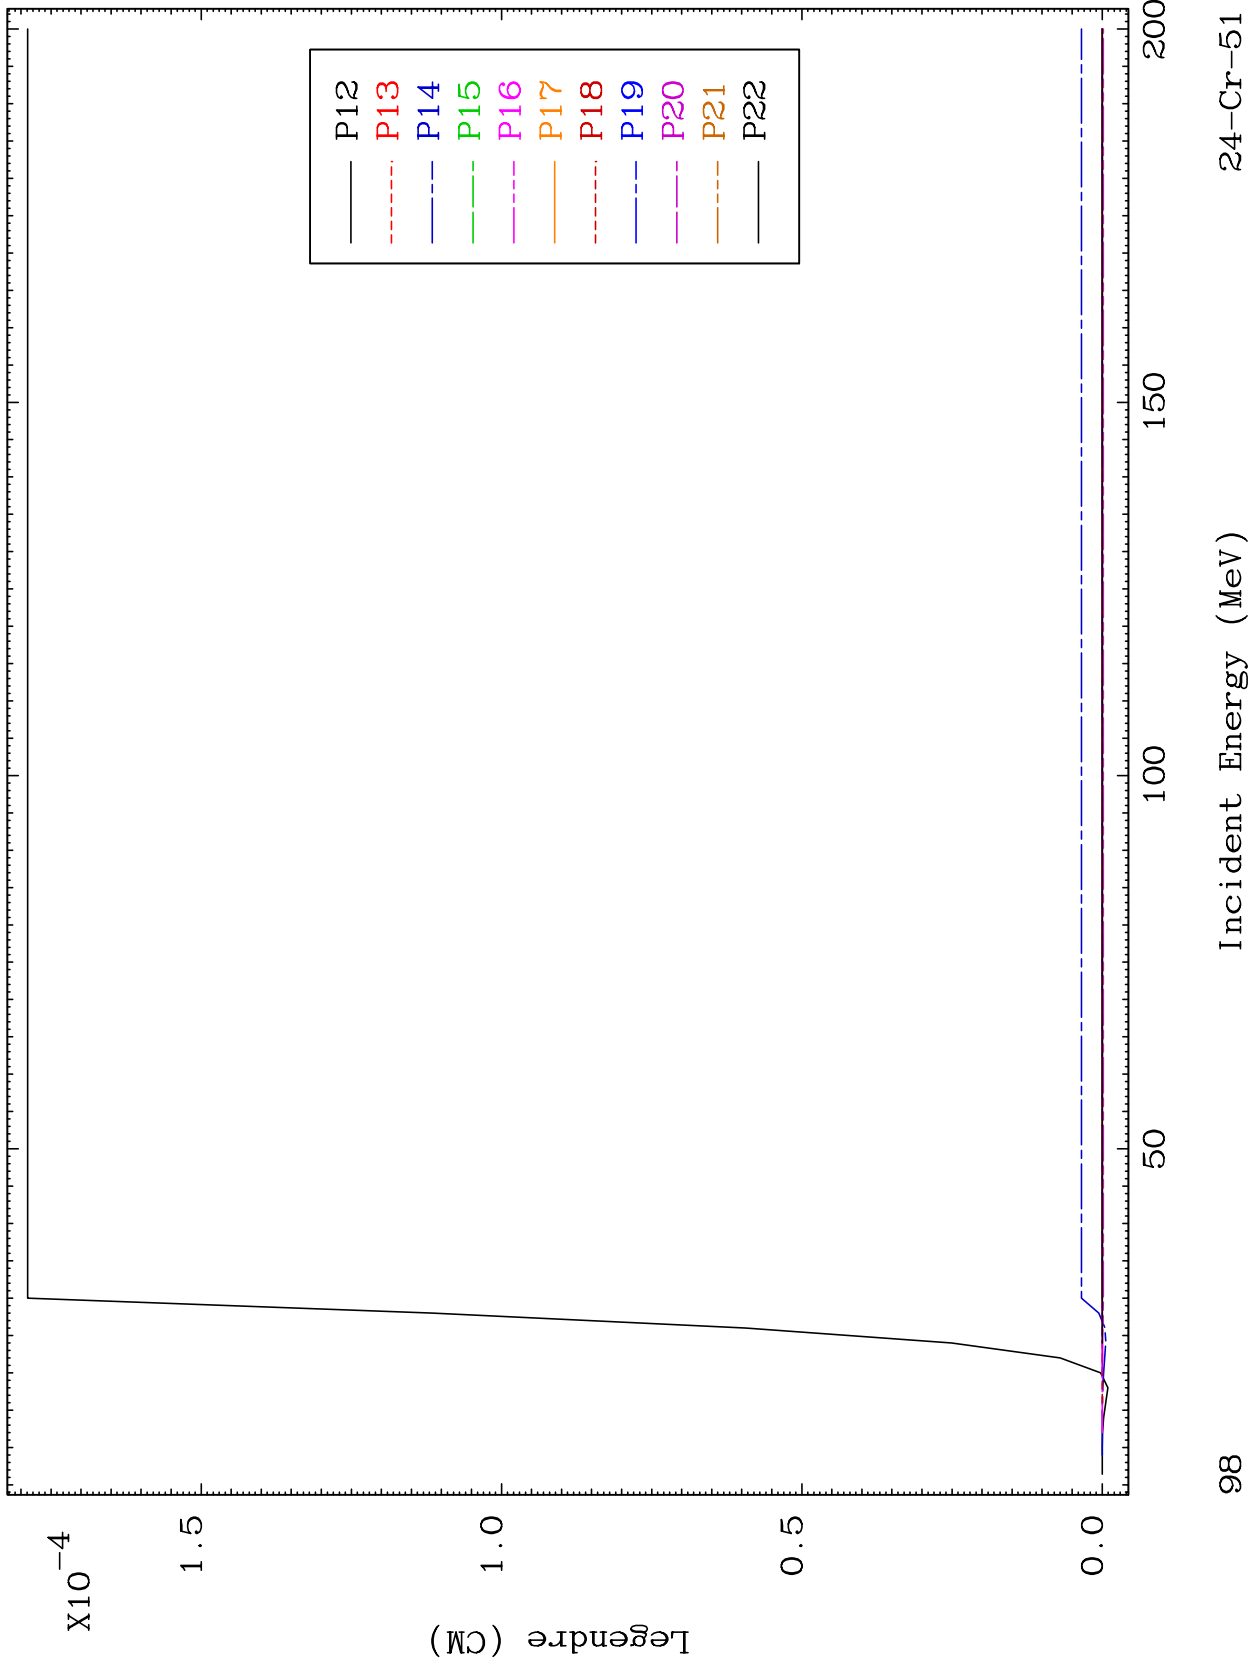 X10-4
1.5
1.0
0.5
0.0
Legendre (CM)
P12
P13
P14
P15
P16
P17
P18
P19
P20
P21
P22
50
100
150
200
Incident Energy (MeV)
98
24-Cr-51